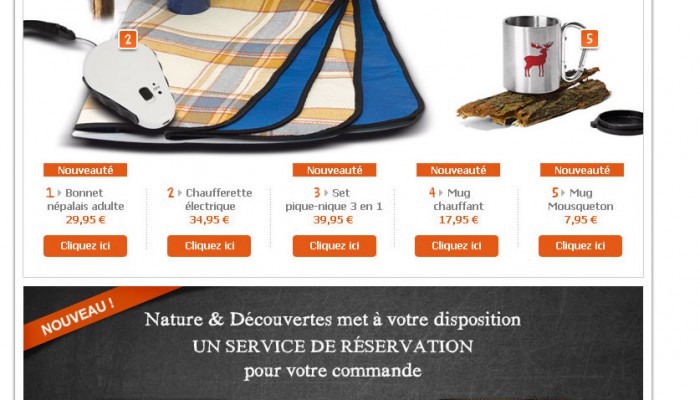 2
5
Nouveauté
1 Bonnet
népalais adulte
29,95 €
Cliquez ici
2 Chaufferette
électrique
34,95 €
Cliquez ici
Nouveauté
3 Set
pique-nique 3 en 1
39,95 €
Cliquez ici
Nouveauté
4 Mug
chauffant
17,95 €
Cliquez ici
Nouveauté
5 Mug
Mousqueton
7,95 €
Cliquez ici
NOUVEAU !
Nature & Découvertes met à votre disposition
UN SERVICE DE RÉSERVATION
pour votre commande